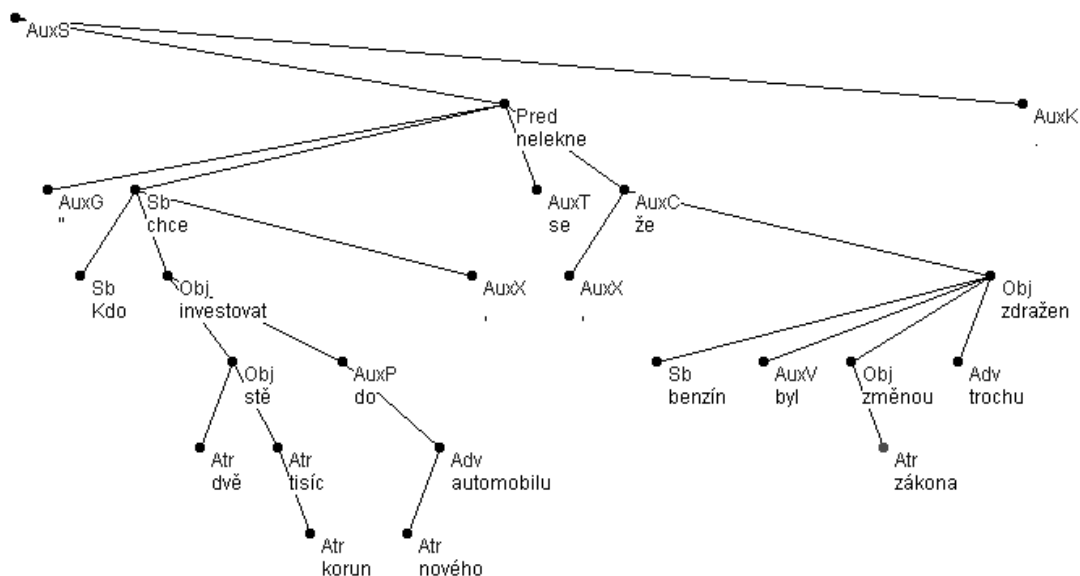 AuxS
Pred
nelekne
AuxK
.
AuxG
"
Sb
chce
AuxT
se
AuxC
že
Sb
Kdo
Obj
investovat
AuxX
,
AuxX
,
Obj
zdražen
Obj
stě
AuxP
do
Sb
benzín
AuxV
byl
Obj
změnou
Adv
trochu
Atr
dvě
Atr
tisíc
Adv
automobilu
Atr
zákona
Atr
korun
Atr
nového